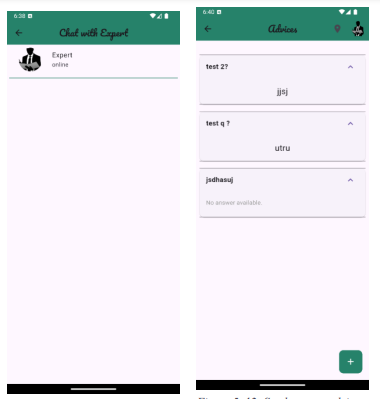 6:38
Chat with Expert
Expert
online
6:40
Advices
test 2?
jjsj
test q ?
utru
jsdhasuj
No answer available.
+